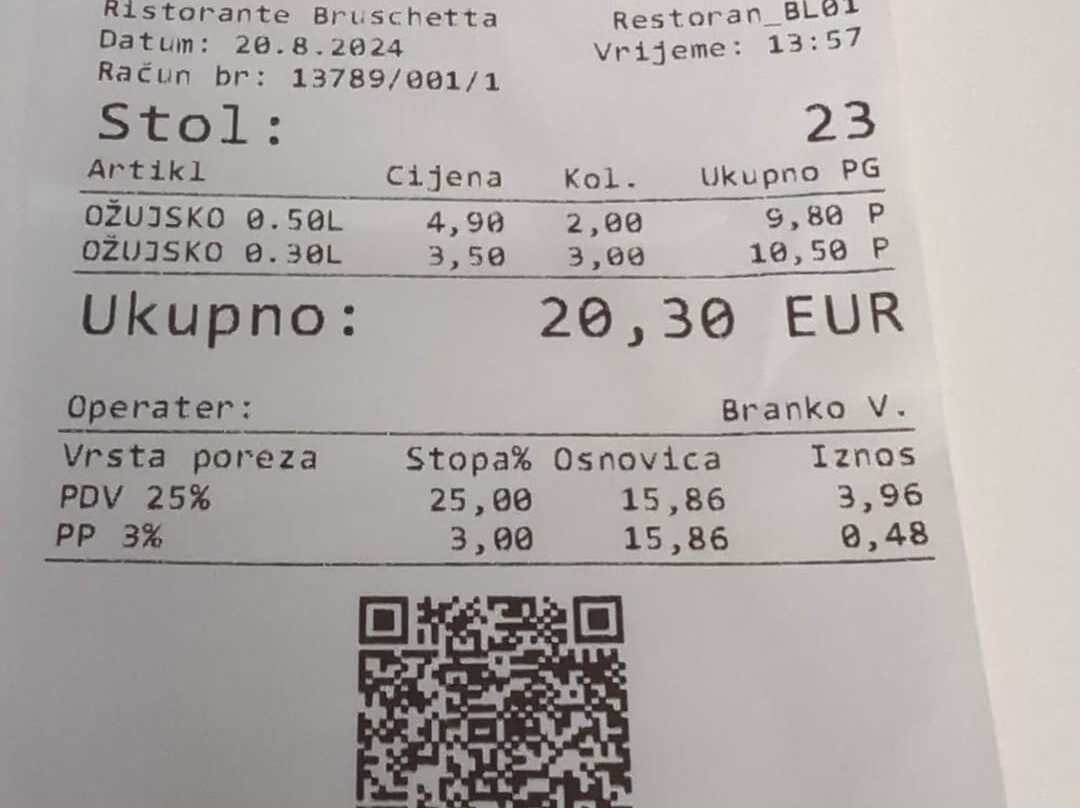 Ristorante Bruschetta Restoran_BL01
Datum: 20.8.2024 Vrijeme: 13:57
Račun br: 13789/001/1
Stol: 23
Artikl Cijena Kol. Ukupno PG
OŽUJSKO 0.50L 4,90 2,00 9,80 P
OŽUJSKO 0.30L 3,50 3,00 10,50 P
Ukupno: 20,30 EUR
Operater: Branko V.
Vrsta poreza Stopa% Osnovica Iznos
PDV 25% 25,00 15,86 3,96
PP 3% 3,00 15,86 0,48